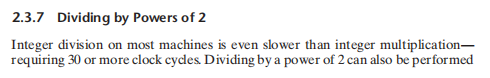 2.3.7 Dividing by Powers of 2
Integer division on most machines is even slower than integer multiplication—
requiring 30 or more clock cycles. Dividing by a power of 2 can also be performed